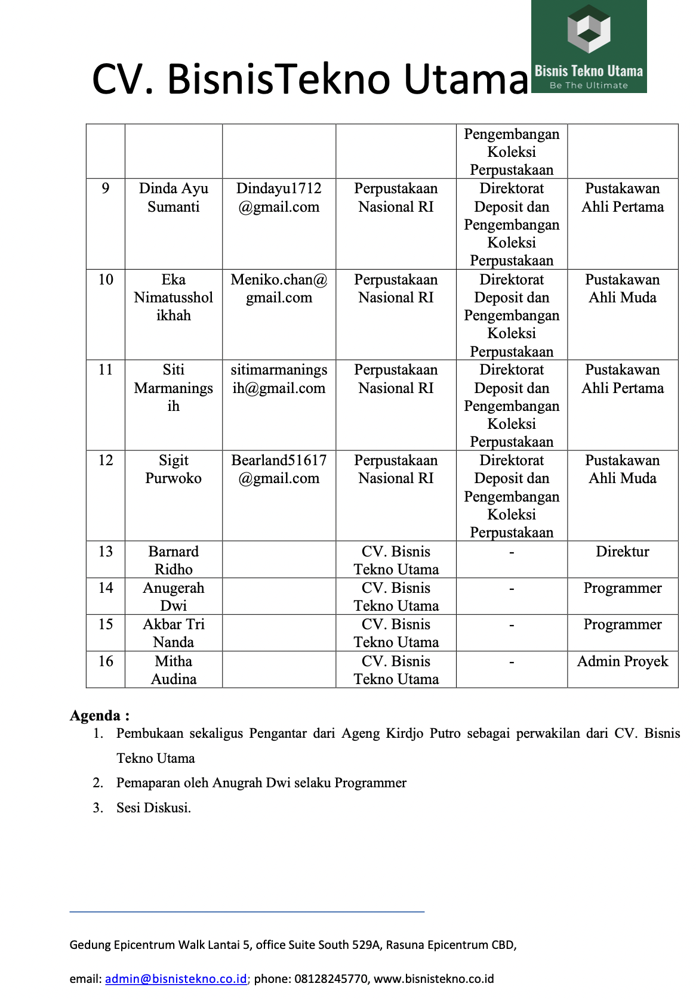 CV. BisnisTekno Utama
Bisnis Tekno Utama
Be The Ultimate
Pengembangan
Koleksi
Perpustakaan
9 Dinda Ayu Dindayu1712 Perpustakaan Direktorat Pustakawan
Sumanti @gmail.com Nasional RI Deposit dan Ahli Pertama
Pengembangan
Koleksi
Perpustakaan
10 Eka Meniko.chan@ Perpustakaan Direktorat Pustakawan
Nimatusshol gmail.com Nasional RI Deposit dan Ahli Muda
ikhah Pengembangan
Koleksi
Perpustakaan
11 Siti sitimarmanings Perpustakaan Direktorat Pustakawan
Marmanings ih@gmail.com Nasional RI Deposit dan Ahli Pertama
ih Pengembangan
Koleksi
Perpustakaan
12 Sigit Bearland51617 Perpustakaan Direktorat Pustakawan
Purwoko @gmail.com Nasional RI Deposit dan Ahli Muda
Pengembangan
Koleksi
Perpustakaan
13 Barnard CV. Bisnis - Direktur
Ridho Tekno Utama
14 Anugerah CV. Bisnis - Programmer
Dwi Tekno Utama
15 Akbar Tri CV. Bisnis - Programmer
Nanda Tekno Utama
16 Mitha CV. Bisnis - Admin Proyek
Audina Tekno Utama
Agenda :
1. Pembukaan sekaligus Pengantar dari Ageng Kirdjo Putro sebagai perwakilan dari CV. Bisnis
Tekno Utama
2. Pemaparan oleh Anugrah Dwi selaku Programmer
3. Sesi Diskusi.
Gedung Epicentrum Walk Lantai 5, office Suite South 529A, Rasuna Epicentrum CBD,
email: admin@bisnistekno.co.id; phone: 08128245770, www.bisnistekno.co.id